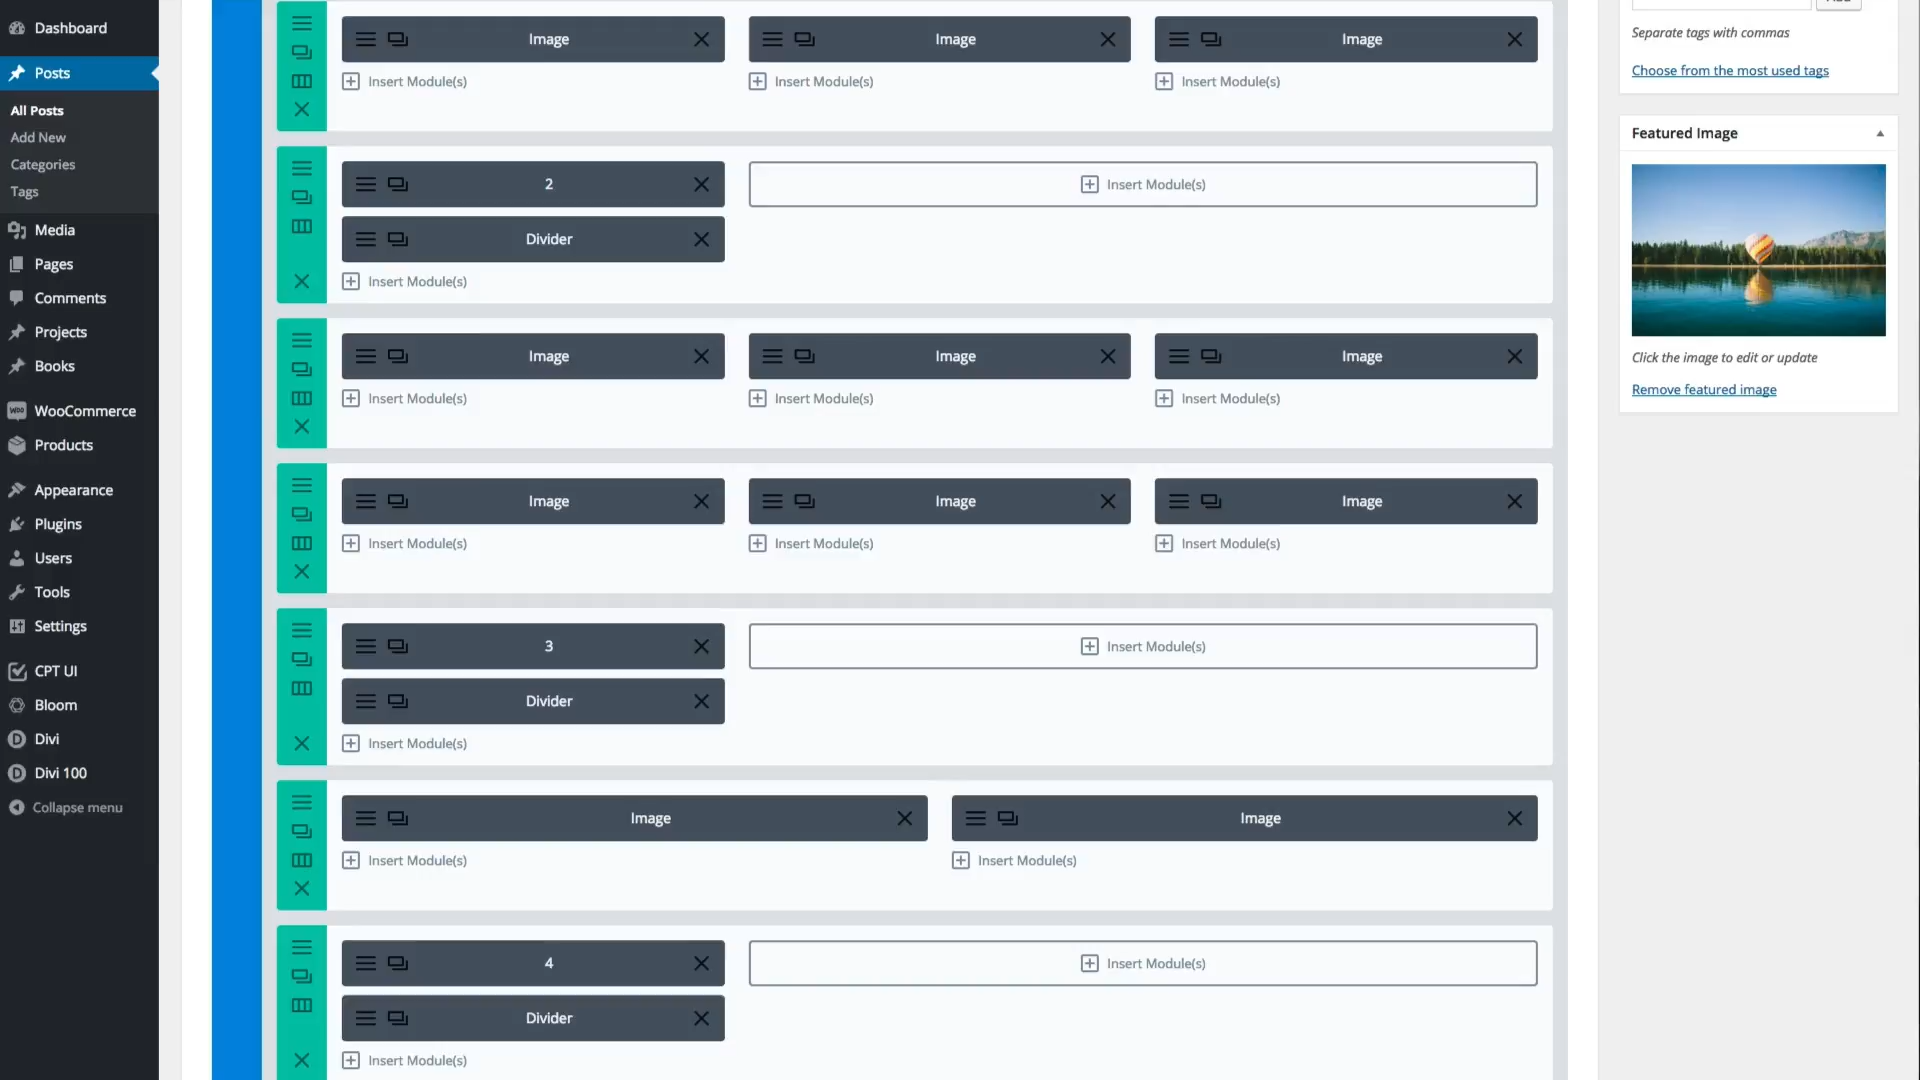 Dashboard
Posts
All Posts
Add New
Categories
Tags
Media
Pages
Comments
Projects
Books
WooCommerce
Products
Appearance
Plugins
Users
Tools
Settings
CPT UI
Bloom
Divi
Divi 100
Collapse menu
Image Image Image
Insert Module(s) Insert Module(s) Insert Module(s)
2 Insert Module(s)
Divider
Insert Module(s)
Image Image Image
Insert Module(s) Insert Module(s) Insert Module(s)
Image Image Image
Insert Module(s) Insert Module(s) Insert Module(s)
3 Insert Module(s)
Divider
Insert Module(s)
Image Image
Insert Module(s) Insert Module(s)
4 Insert Module(s)
Divider
Insert Module(s)
Separate tags with commas
Choose from the most used tags
Featured Image
Click the image to edit or update
Remove featured image